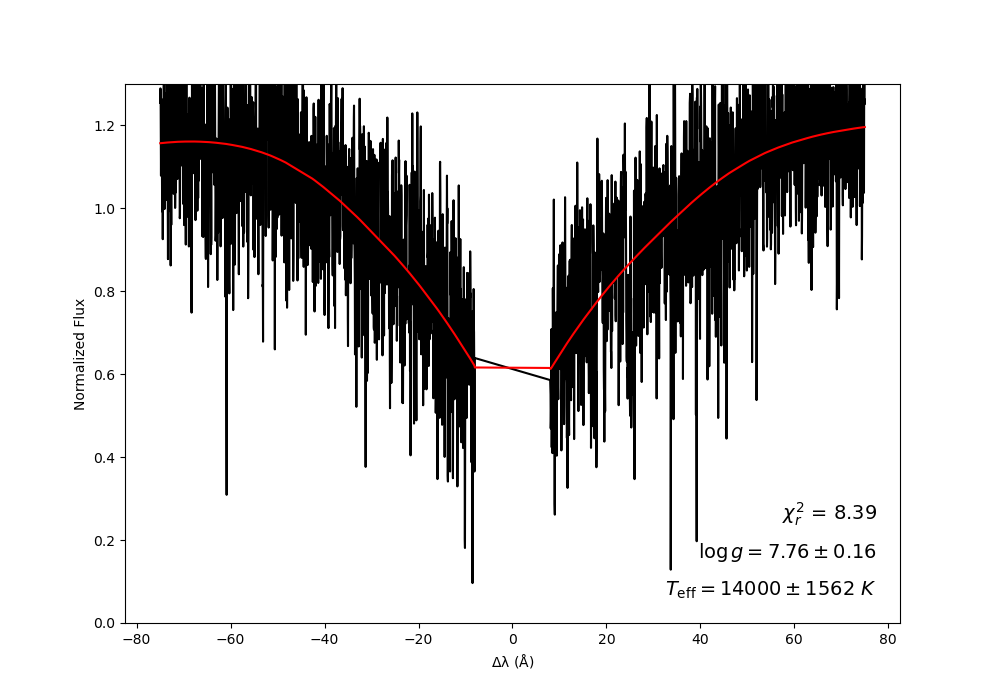 1.2
1.0
0.8
0.6
0.4
0.2
0.0
Normalized Flux
χ²ᵣ = 8.39
log g = 7.76 ± 0.16
T_eff = 14000 ± 1562 K
−80 −60 −40 −20 0 20 40 60 80
Δλ (Å)